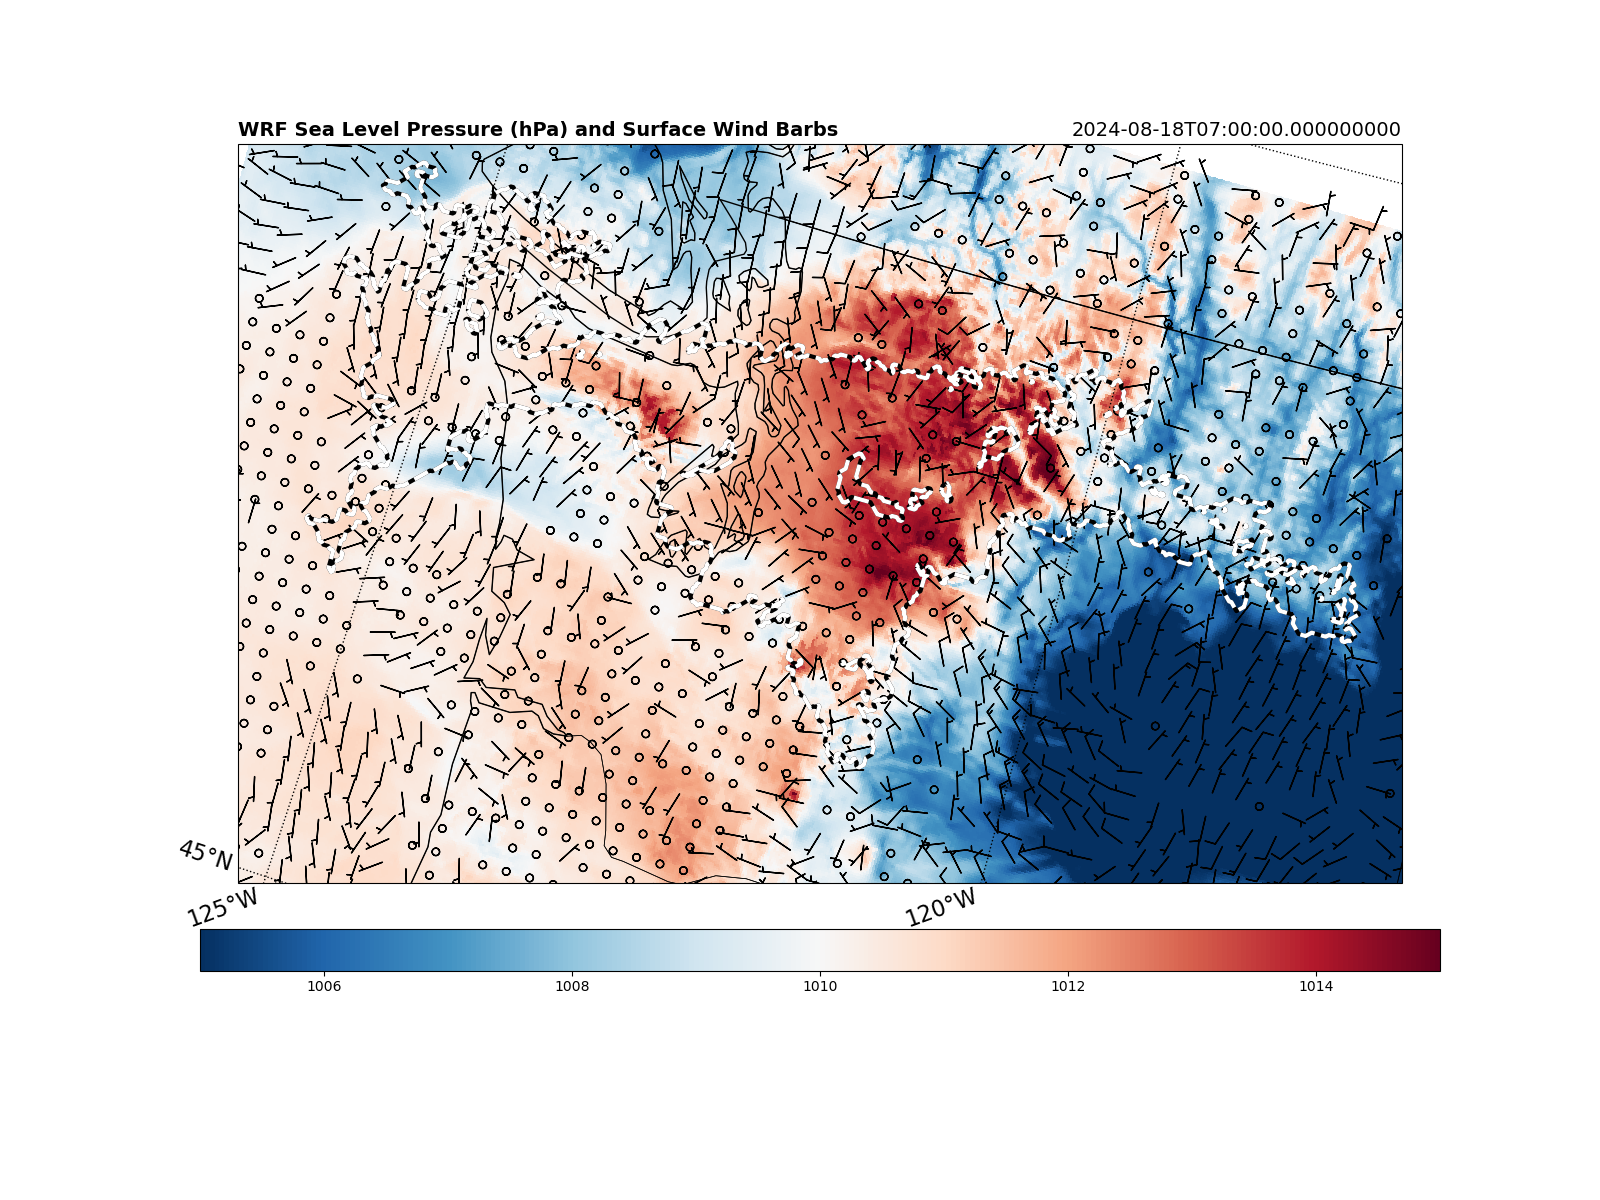 WRF Sea Level Pressure (hPa) and Surface Wind Barbs
2024-08-18T07:00:00.000000000
45°N
125°W
120°W
1006
1008
1010
1012
1014